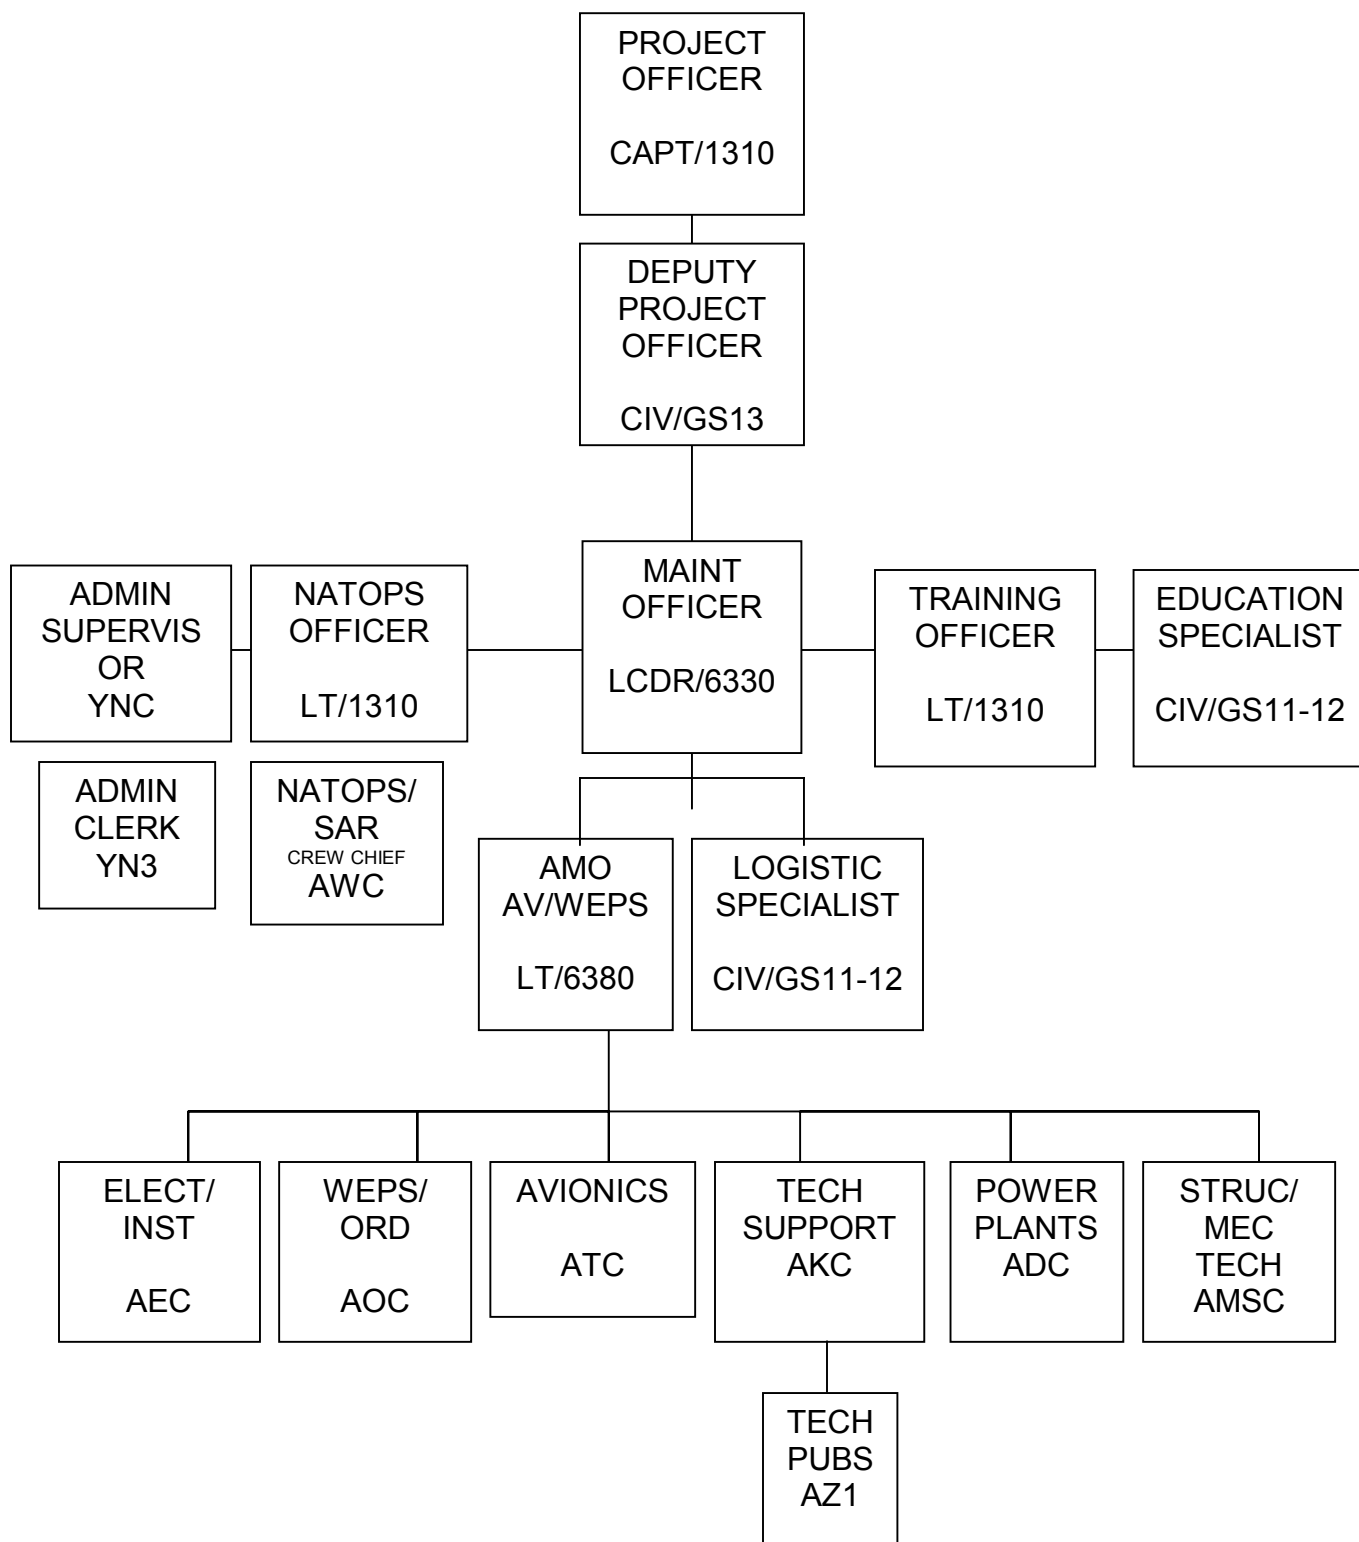 PROJECT
OFFICER
CAPT/1310
DEPUTY
PROJECT
OFFICER
CIV/GS13
ADMIN
SUPERVIS
OR
YNC
NATOPS
OFFICER
LT/1310
MAINT
OFFICER
LCDR/6330
TRAINING
OFFICER
LT/1310
EDUCATION
SPECIALIST
CIV/GS11-12
ADMIN
CLERK
YN3
NATOPS/
SAR
CREW CHIEF
AWC
AMO
AV/WEPS
LT/6380
LOGISTIC
SPECIALIST
CIV/GS11-12
ELECT/
INST
AEC
WEPS/
ORD
AOC
AVIONICS
ATC
TECH
SUPPORT
AKC
POWER
PLANTS
ADC
STRUC/
MEC
TECH
AMSC
TECH
PUBS
AZ1